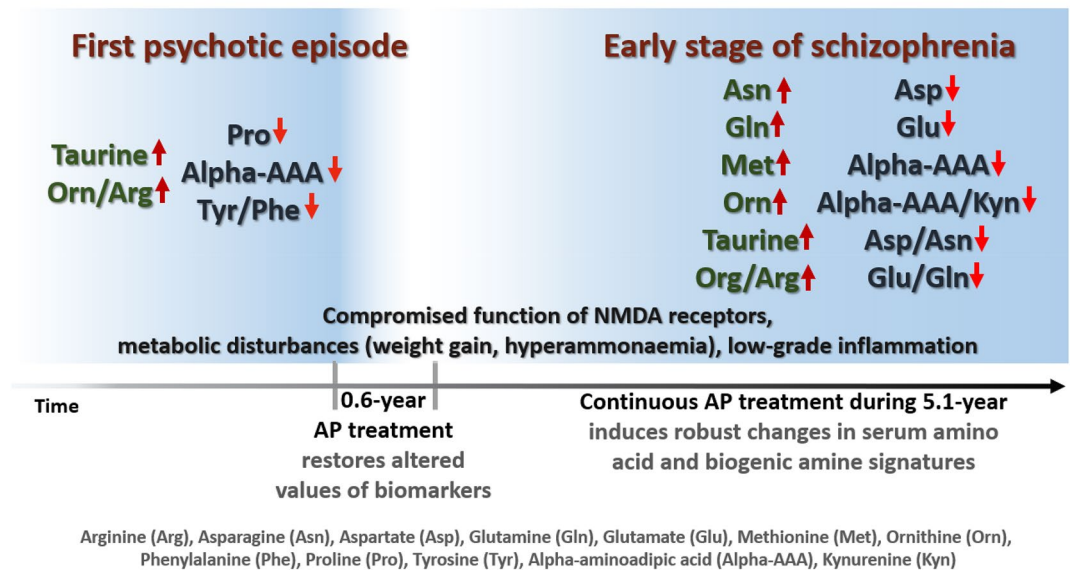 First psychotic episode
Taurine ↑
Orn/Arg ↑
Pro ↓
Alpha-AAA ↓
Tyr/Phe ↓
Early stage of schizophrenia
Asn ↑
Gln ↑
Met ↑
Orn ↑
Taurine ↑
Org/Arg ↑
Asp ↓
Glu ↓
Alpha-AAA ↓
Alpha-AAA/Kyn ↓
Asp/Asn ↓
Glu/Gln ↓
Compromised function of NMDA receptors,
metabolic disturbances (weight gain, hyperammonaemia), low-grade inflammation
Time
0.6-year
AP treatment
restores altered
values of biomarkers
Continuous AP treatment during 5.1-year
induces robust changes in serum amino
acid and biogenic amine signatures
Arginine (Arg), Asparagine (Asn), Aspartate (Asp), Glutamine (Gln), Glutamate (Glu), Methionine (Met), Ornithine (Orn),
Phenylalanine (Phe), Proline (Pro), Tyrosine (Tyr), Alpha-aminoadipic acid (Alpha-AAA), Kynurenine (Kyn)